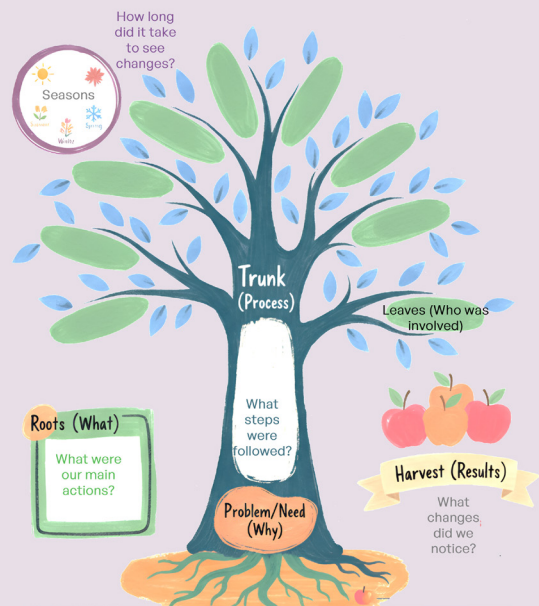 How long
did it take
to see
changes?
Seasons
Summer
Spring
Winter
Trunk
(Process)
Leaves (Who was
involved)
What
steps
were
followed?
Roots (What)
What were
our main
actions?
Harvest (Results)
What
changes
did we
notice?
Problem/Need
(Why)